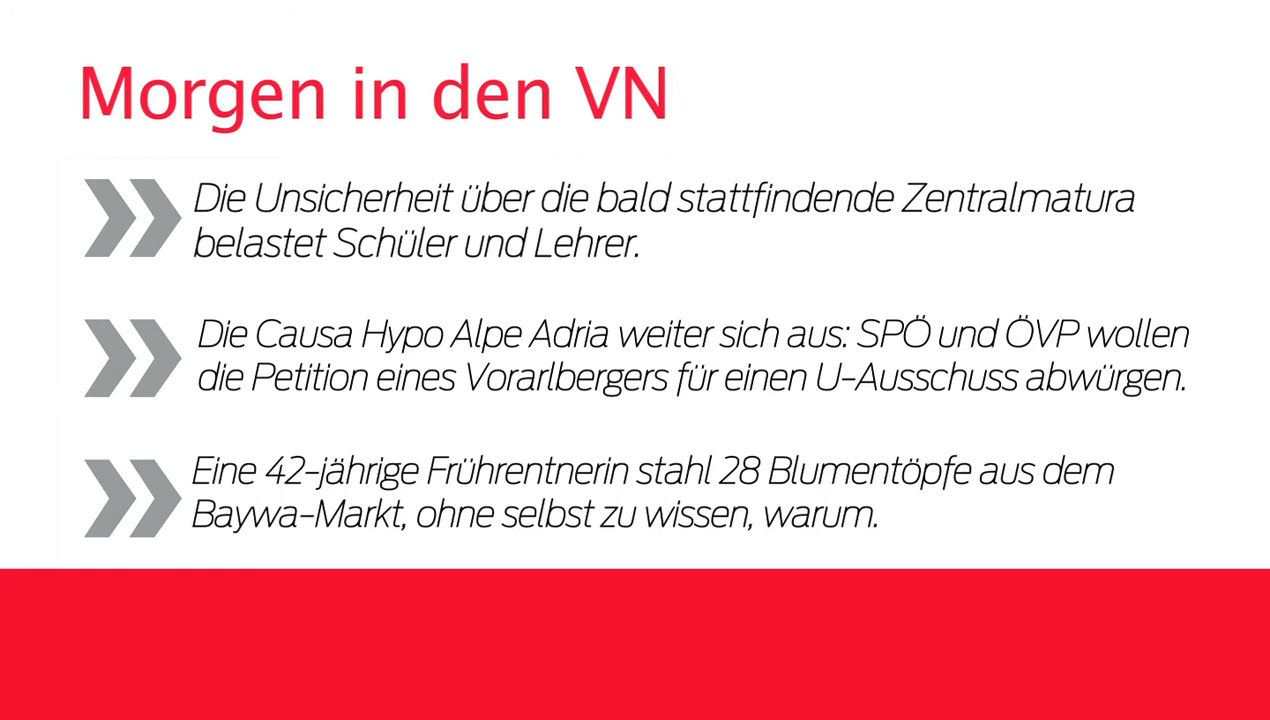 Morgen in den VN
Die Unsicherheit über die bald stattfindende Zentralmatura
belastet Schüler und Lehrer.
Die Causa Hypo Alpe Adria weiter sich aus: SPÖ und ÖVP wollen
die Petition eines Vorarlbergers für einen U-Ausschuss abwürgen.
Eine 42-jährige Frührentnerin stahl 28 Blumentöpfe aus dem
Baywa-Markt, ohne selbst zu wissen, warum.